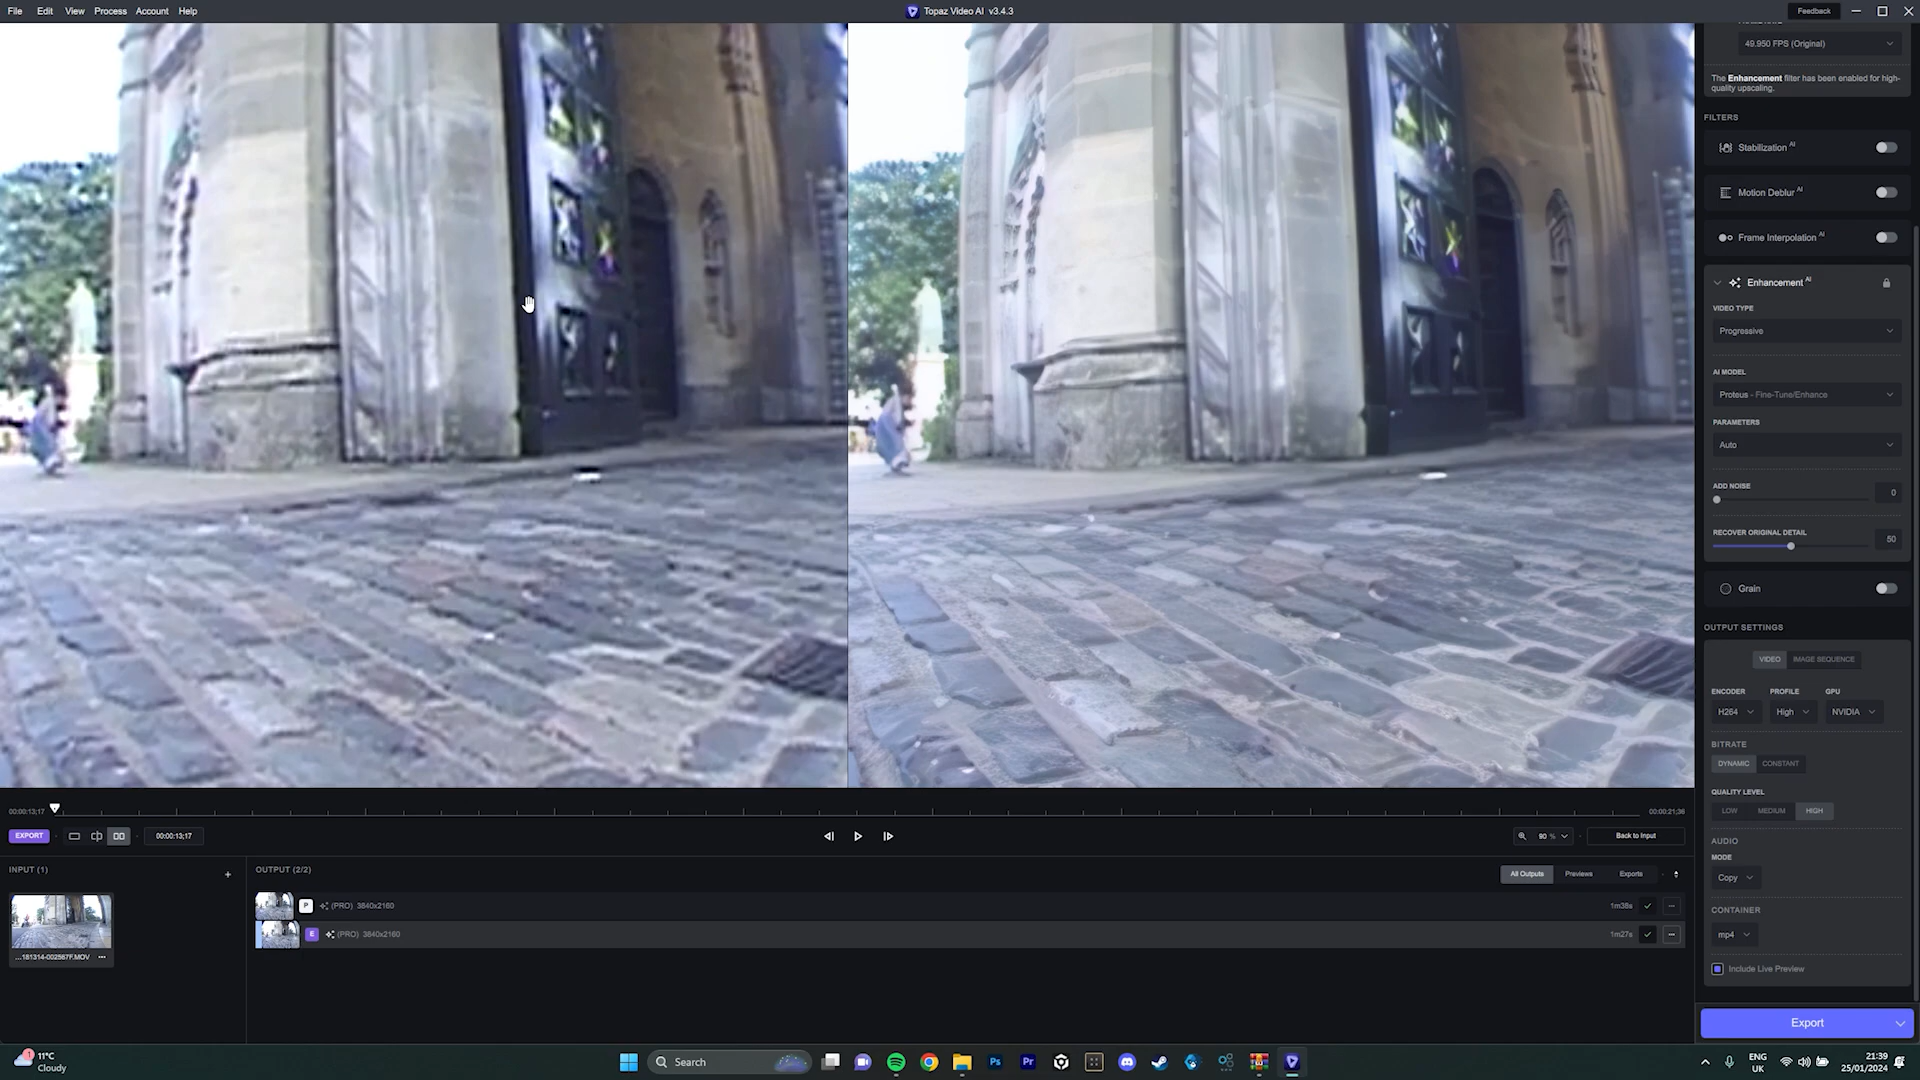 File Edit View Process Account Help
Topaz Video AI v3.4.3
Feedback
49.950 FPS (Original)
The Enhancement filter has been enabled for high-
quality upscaling.
FILTERS
Stabilization AI
Motion Deblur AI
Frame Interpolation AI
Enhancement AI
VIDEO TYPE
Progressive
AI MODEL
Proteus - Fine-Tune/Enhance
PARAMETERS
Auto
ADD NOISE
0
RECOVER ORIGINAL DETAIL
50
Grain
OUTPUT SETTINGS
VIDEO IMAGE SEQUENCE
ENCODER PROFILE GPU
H264 High NVIDIA
BITRATE
DYNAMIC CONSTANT
QUALITY LEVEL
LOW MEDIUM HIGH
AUDIO
MODE
Copy
CONTAINER
mp4
Include Live Preview
Export
00:00:13;17
00:00:21;36
EXPORT
00:00:13;17
90 %
Back to Input
INPUT (1)
+
OUTPUT (2/2)
All Outputs Previews Exports
P (PRO) 3840x2160
1m38s
E (PRO) 3840x2160
1m27s
...181314-002567F.MOV
1
11°C
Cloudy
Search
Ps
Pr
ENG
UK
21:39
25/01/2024